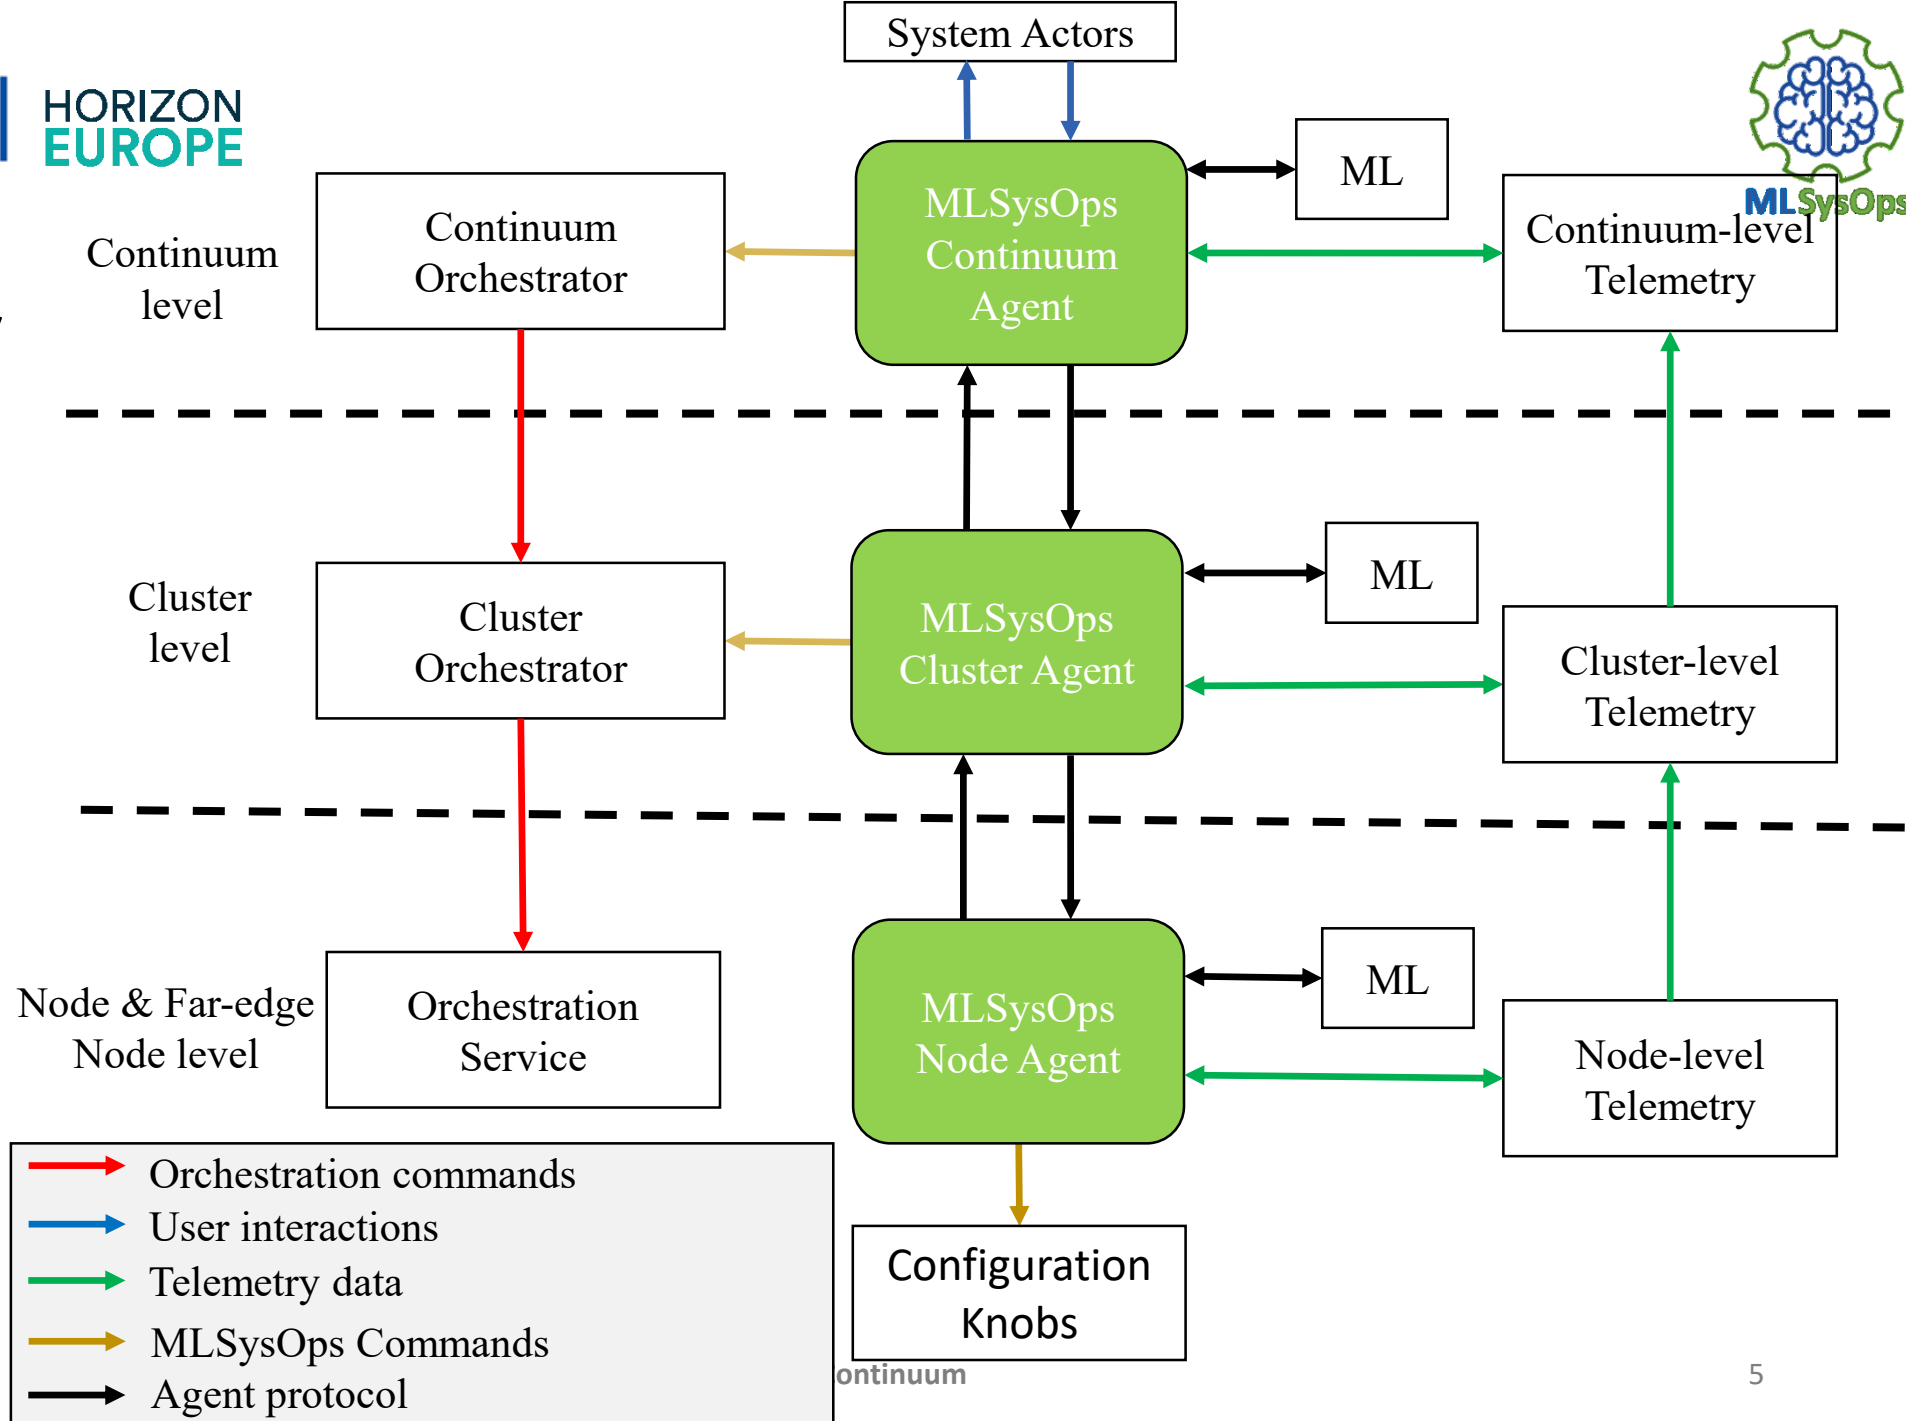 System Actors
HORIZON
EUROPE
MLSysOps
Continuum
level
Continuum
Orchestrator
MLSysOps
Continuum
Agent
ML
Continuum-level
Telemetry
Cluster
level
Cluster
Orchestrator
MLSysOps
Cluster Agent
ML
Cluster-level
Telemetry
Node & Far-edge
Node level
Orchestration
Service
MLSysOps
Node Agent
ML
Node-level
Telemetry
Configuration
Knobs
Orchestration commands
User interactions
Telemetry data
MLSysOps Commands
Agent protocol
ontinuum
5